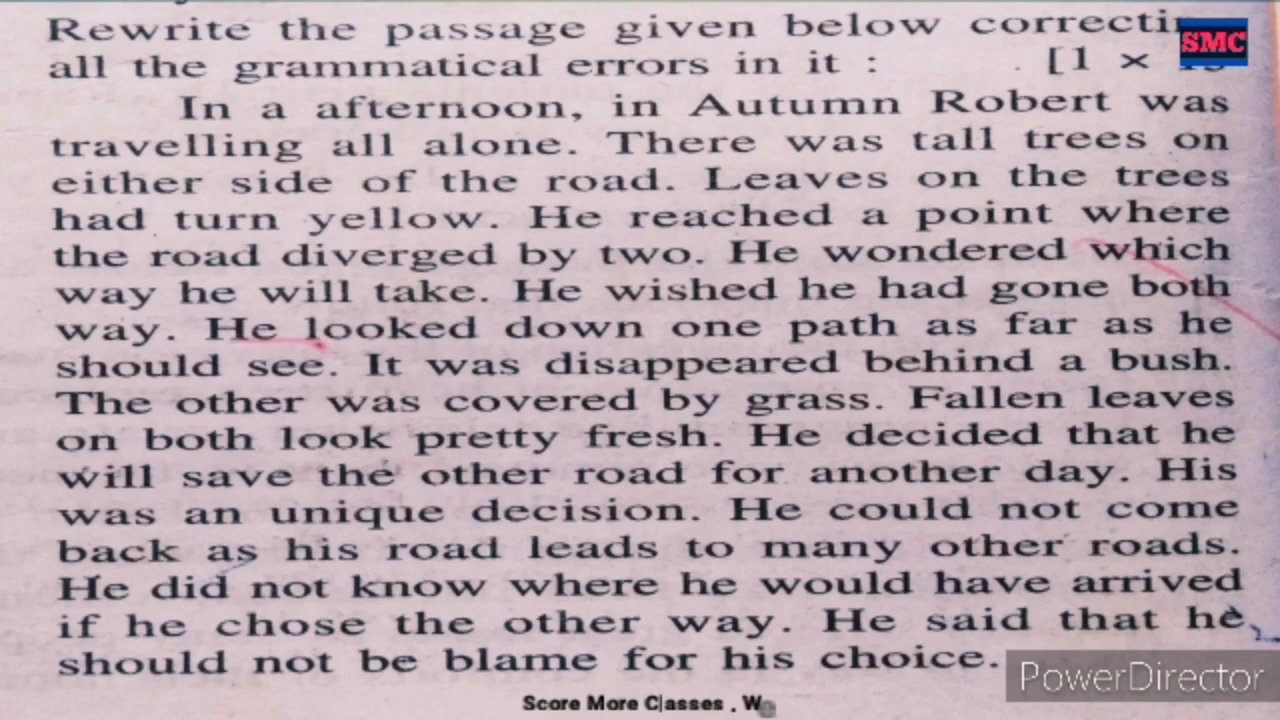 Rewrite the passage given below
all the grammatical errors in it : [1 ×
SMC
In a afternoon, in Autumn Robert was
travelling all alone. There was tall trees on
either side of the road. Leaves on the trees
had turn yellow. He reached a point where
the road diverged by two. He wondered which
way he will take. He wished he had gone both
way. He looked down one path as far as he
should see. It was disappeared behind a bush.
The other was covered by grass. Fallen leaves
on both look pretty fresh. He decided that he
will save the other road for another day. His
was an unique decision. He could not come
back as his road leads to many other roads.
He did not know where he would have arrived
if he chose the other way. He said that he
should not be blame for his choice.
PowerDirector
Score More Classes . We